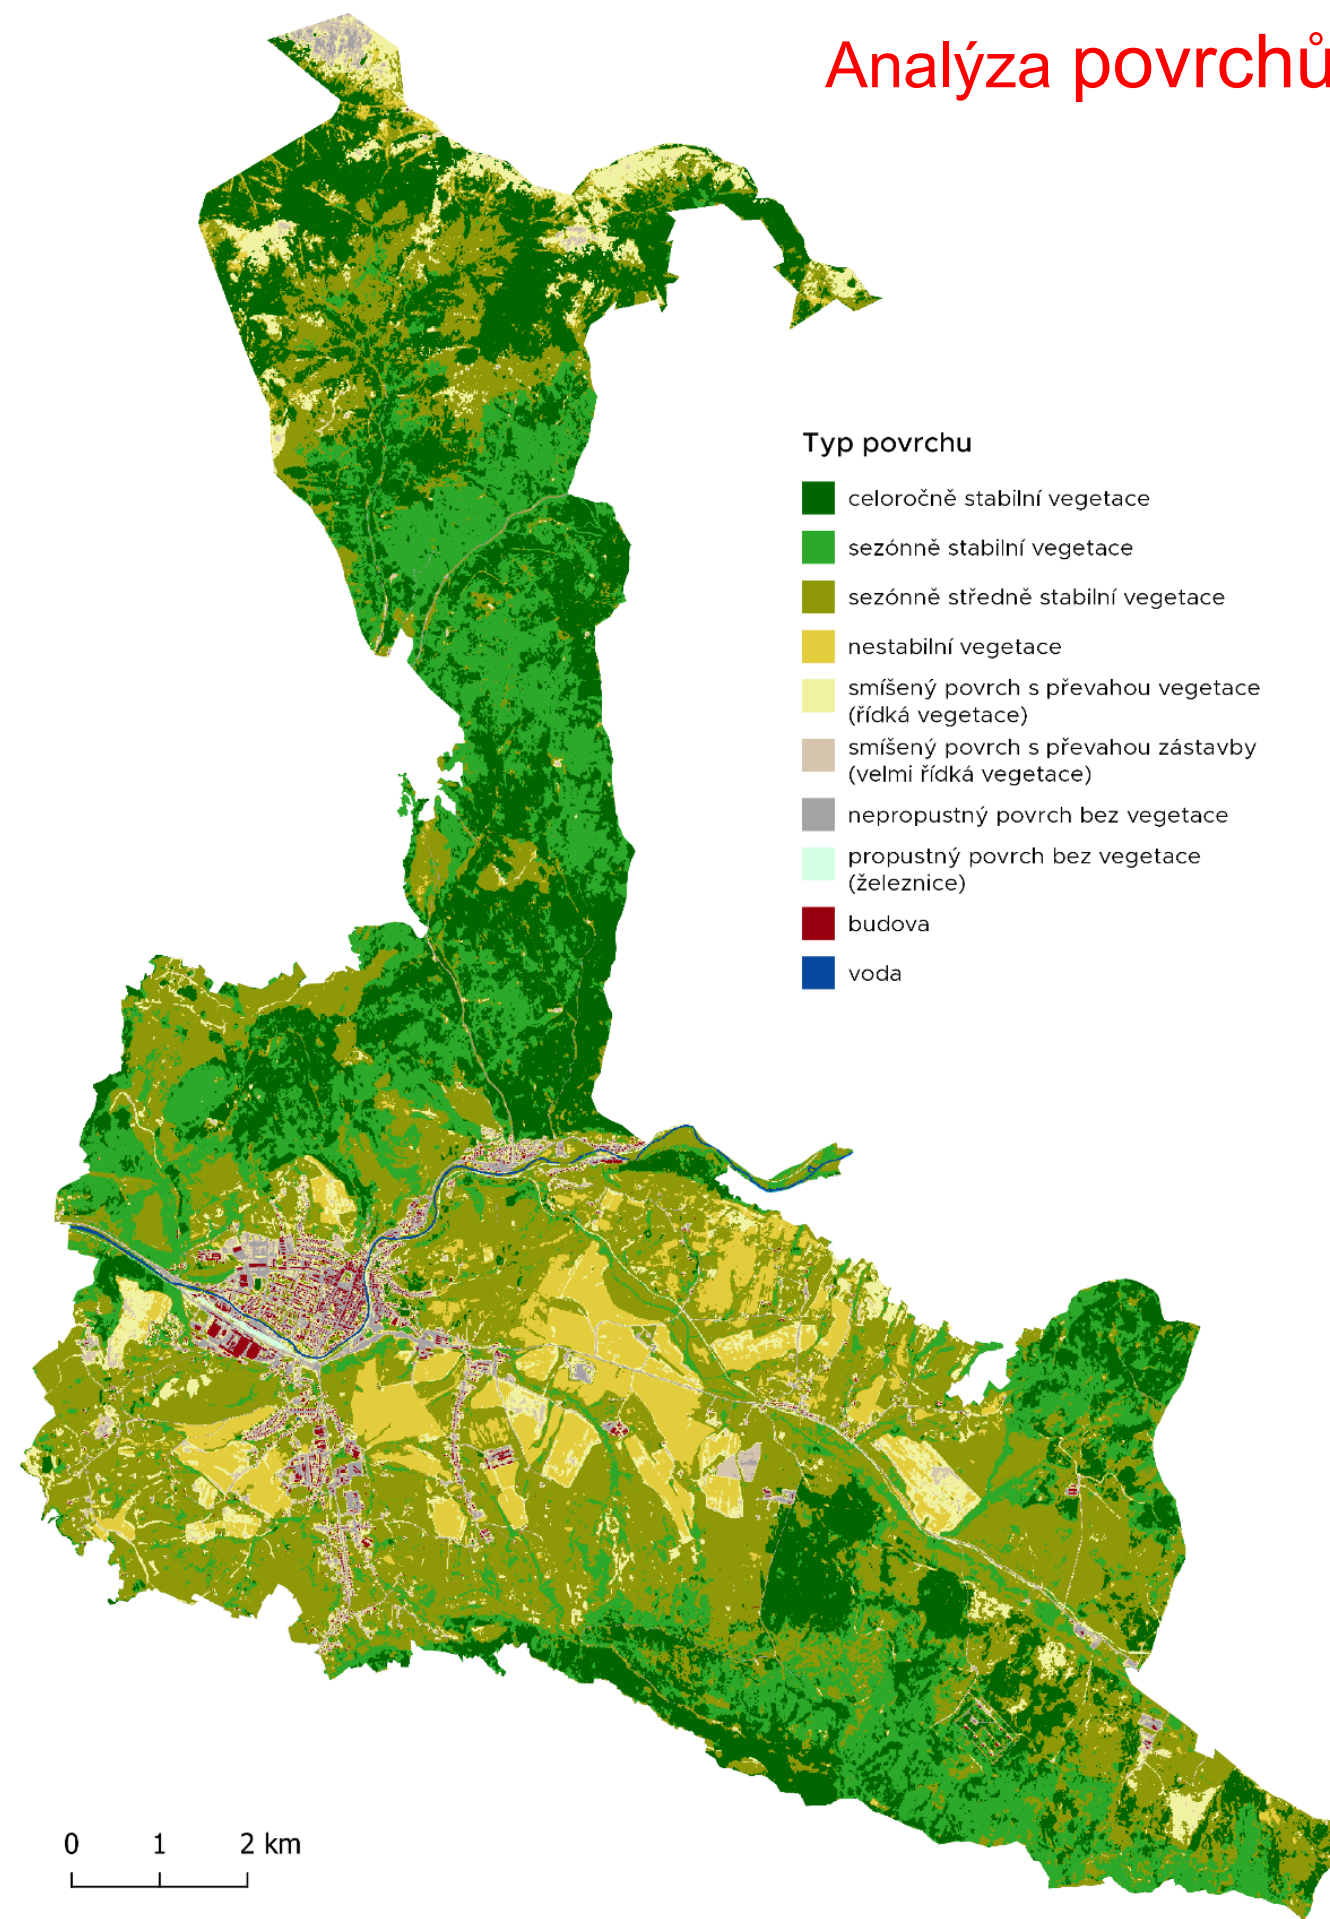 Analýza povrchů
Typ povrchu
celoročně stabilní vegetace
sezónně stabilní vegetace
sezónně středně stabilní vegetace
nestabilní vegetace
smíšený povrch s převahou vegetace
(řídká vegetace)
smíšený povrch s převahou zástavby
(velmi řídká vegetace)
nepropustný povrch bez vegetace
propustný povrch bez vegetace
(železnice)
budova
voda
0 1 2 km